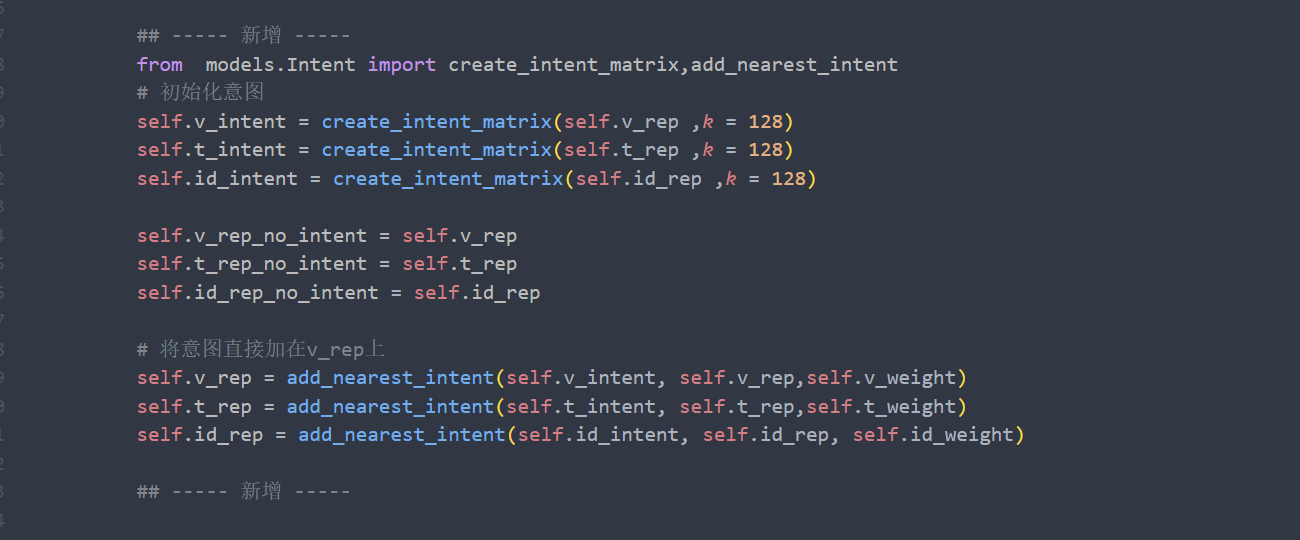 ## ----- 新增 -----
from  models.Intent import create_intent_matrix,add_nearest_intent
# 初始化意图
self.v_intent = create_intent_matrix(self.v_rep ,k = 128)
self.t_intent = create_intent_matrix(self.t_rep ,k = 128)
self.id_intent = create_intent_matrix(self.id_rep ,k = 128)
self.v_rep_no_intent = self.v_rep
self.t_rep_no_intent = self.t_rep
self.id_rep_no_intent = self.id_rep
# 将意图直接加在v_rep上
self.v_rep = add_nearest_intent(self.v_intent, self.v_rep,self.v_weight)
self.t_rep = add_nearest_intent(self.t_intent, self.t_rep,self.t_weight)
self.id_rep = add_nearest_intent(self.id_intent, self.id_rep, self.id_weight)
## ----- 新增 -----